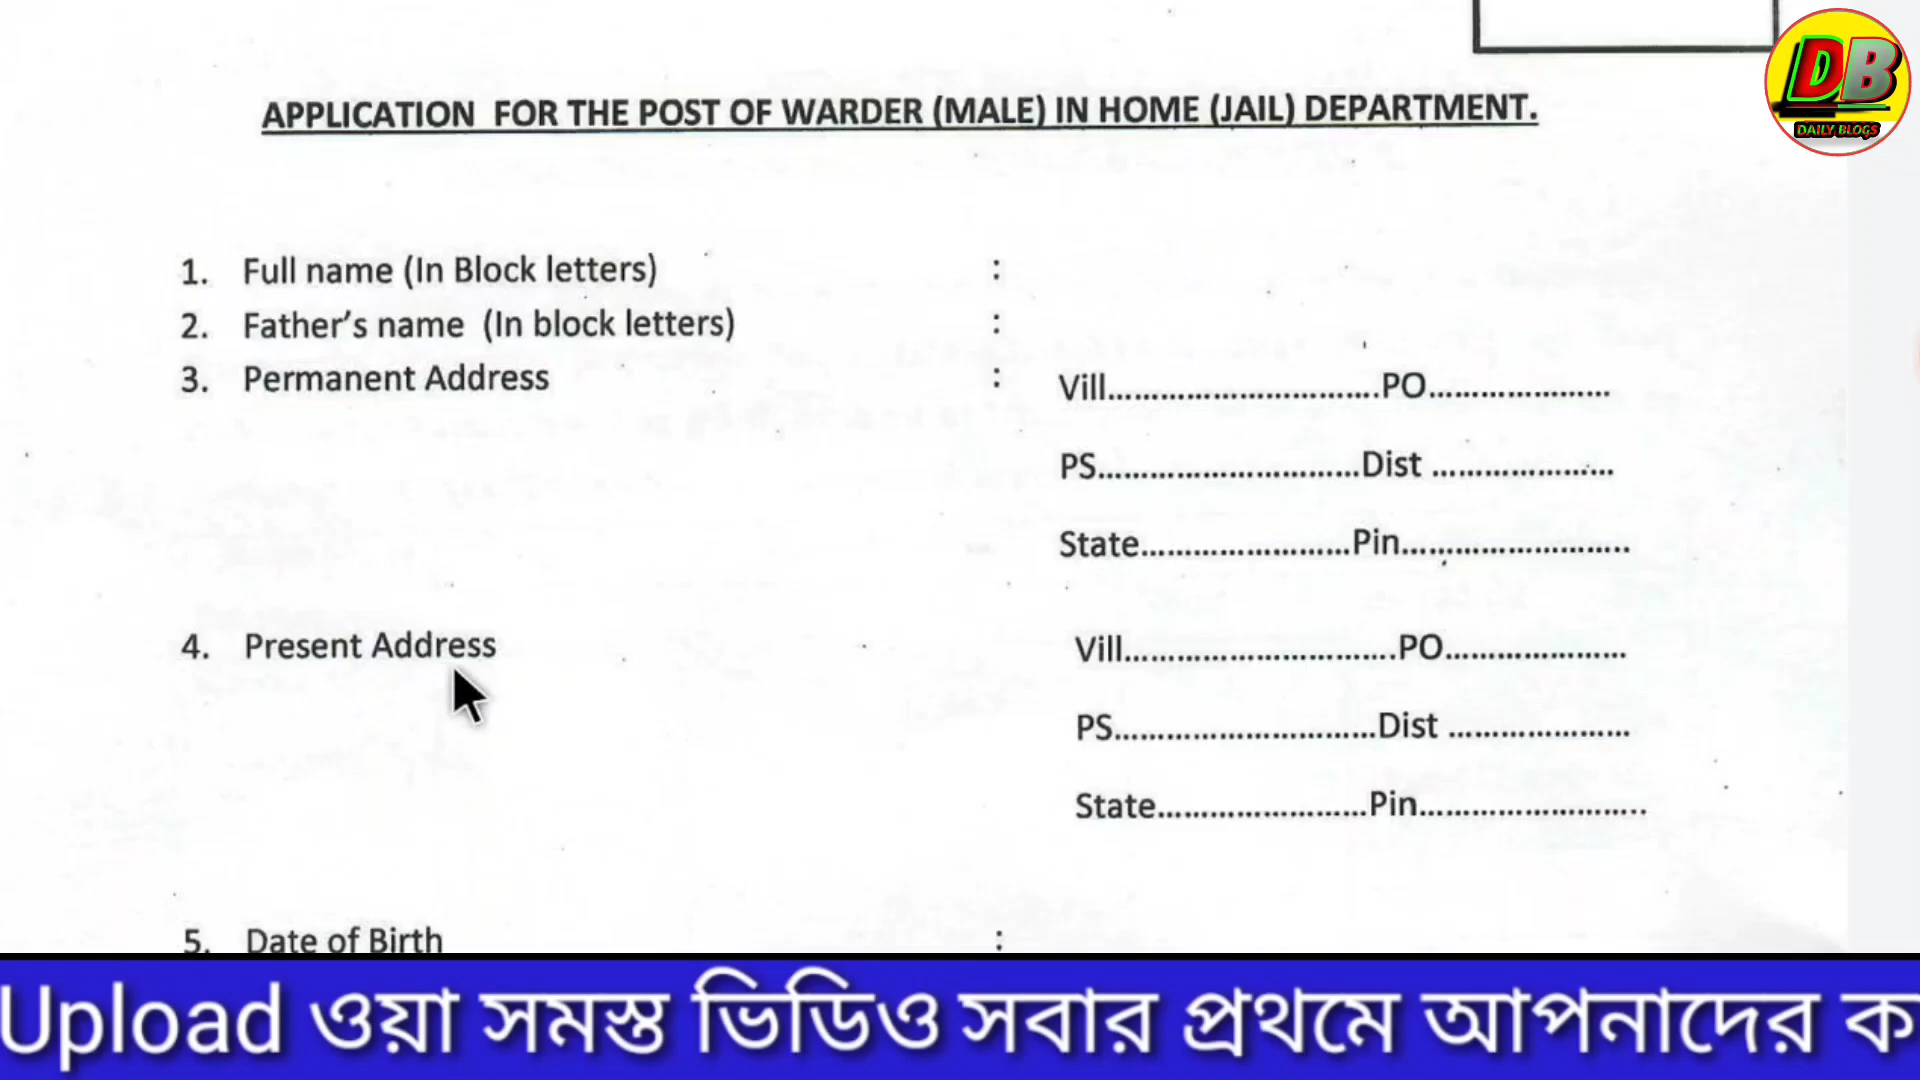 DB
DAILY BLOGS
APPLICATION FOR THE POST OF WARDER (MALE) IN HOME (JAIL) DEPARTMENT.
1. Full name (In Block letters) :
2. Father's name (In block letters) :
3. Permanent Address : Vill..............................PO....................
PS.............................Dist ....................
State.......................Pin.........................
4. Present Address Vill..............................PO....................
PS.............................Dist ....................
State.......................Pin.........................
5. Date of Birth :
Upload ওয়া সমস্ত ভিডিও সবার প্রথমে আপনাদের ক